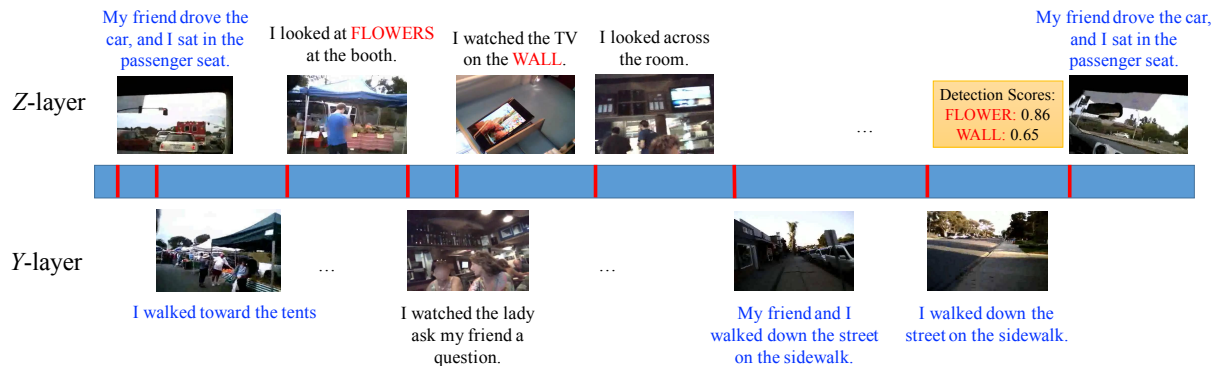 My friend drove the
car, and I sat in the
passenger seat.
I looked at FLOWERS
at the booth.
I watched the TV
on the WALL.
I looked across
the room.
My friend drove the car,
and I sat in the
passenger seat.
Z-layer
...
Detection Scores:
FLOWER: 0.86
WALL: 0.65
Y-layer
...
...
I walked toward the tents
I watched the lady
ask my friend a
question.
My friend and I
walked down the street
on the sidewalk.
I walked down the
street on the sidewalk.